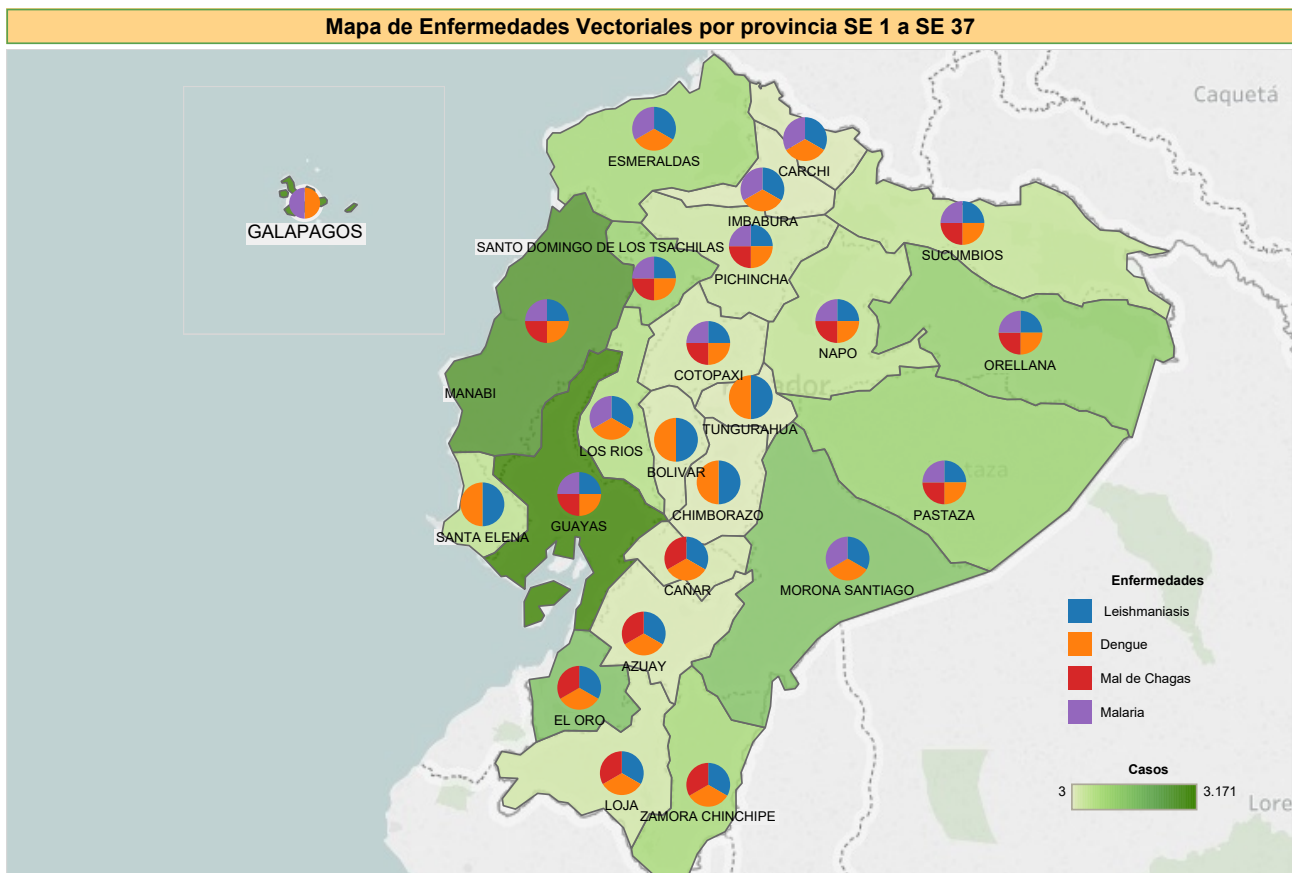 Mapa de Enfermedades Vectoriales por provincia SE 1 a SE 37
Caquetá
ESMERALDAS
CARCHI
IMBABURA
GALAPAGOS
SANTO DOMINGO DE LOS TSACHILAS
SUCUMBIOS
PICHINCHA
NAPO
ORELLANA
COTOPAXI
MANABI
TUNGURAHUA
LOS RIOS
BOLIVAR
CHIMBORAZO
PASTAZA
GUAYAS
SANTA ELENA
CAÑAR
MORONA SANTIAGO
AZUAY
EL ORO
LOJA
ZAMORA CHINCHIPE
Enfermedades
Leishmaniasis
Dengue
Mal de Chagas
Malaria
Casos
3
3.171